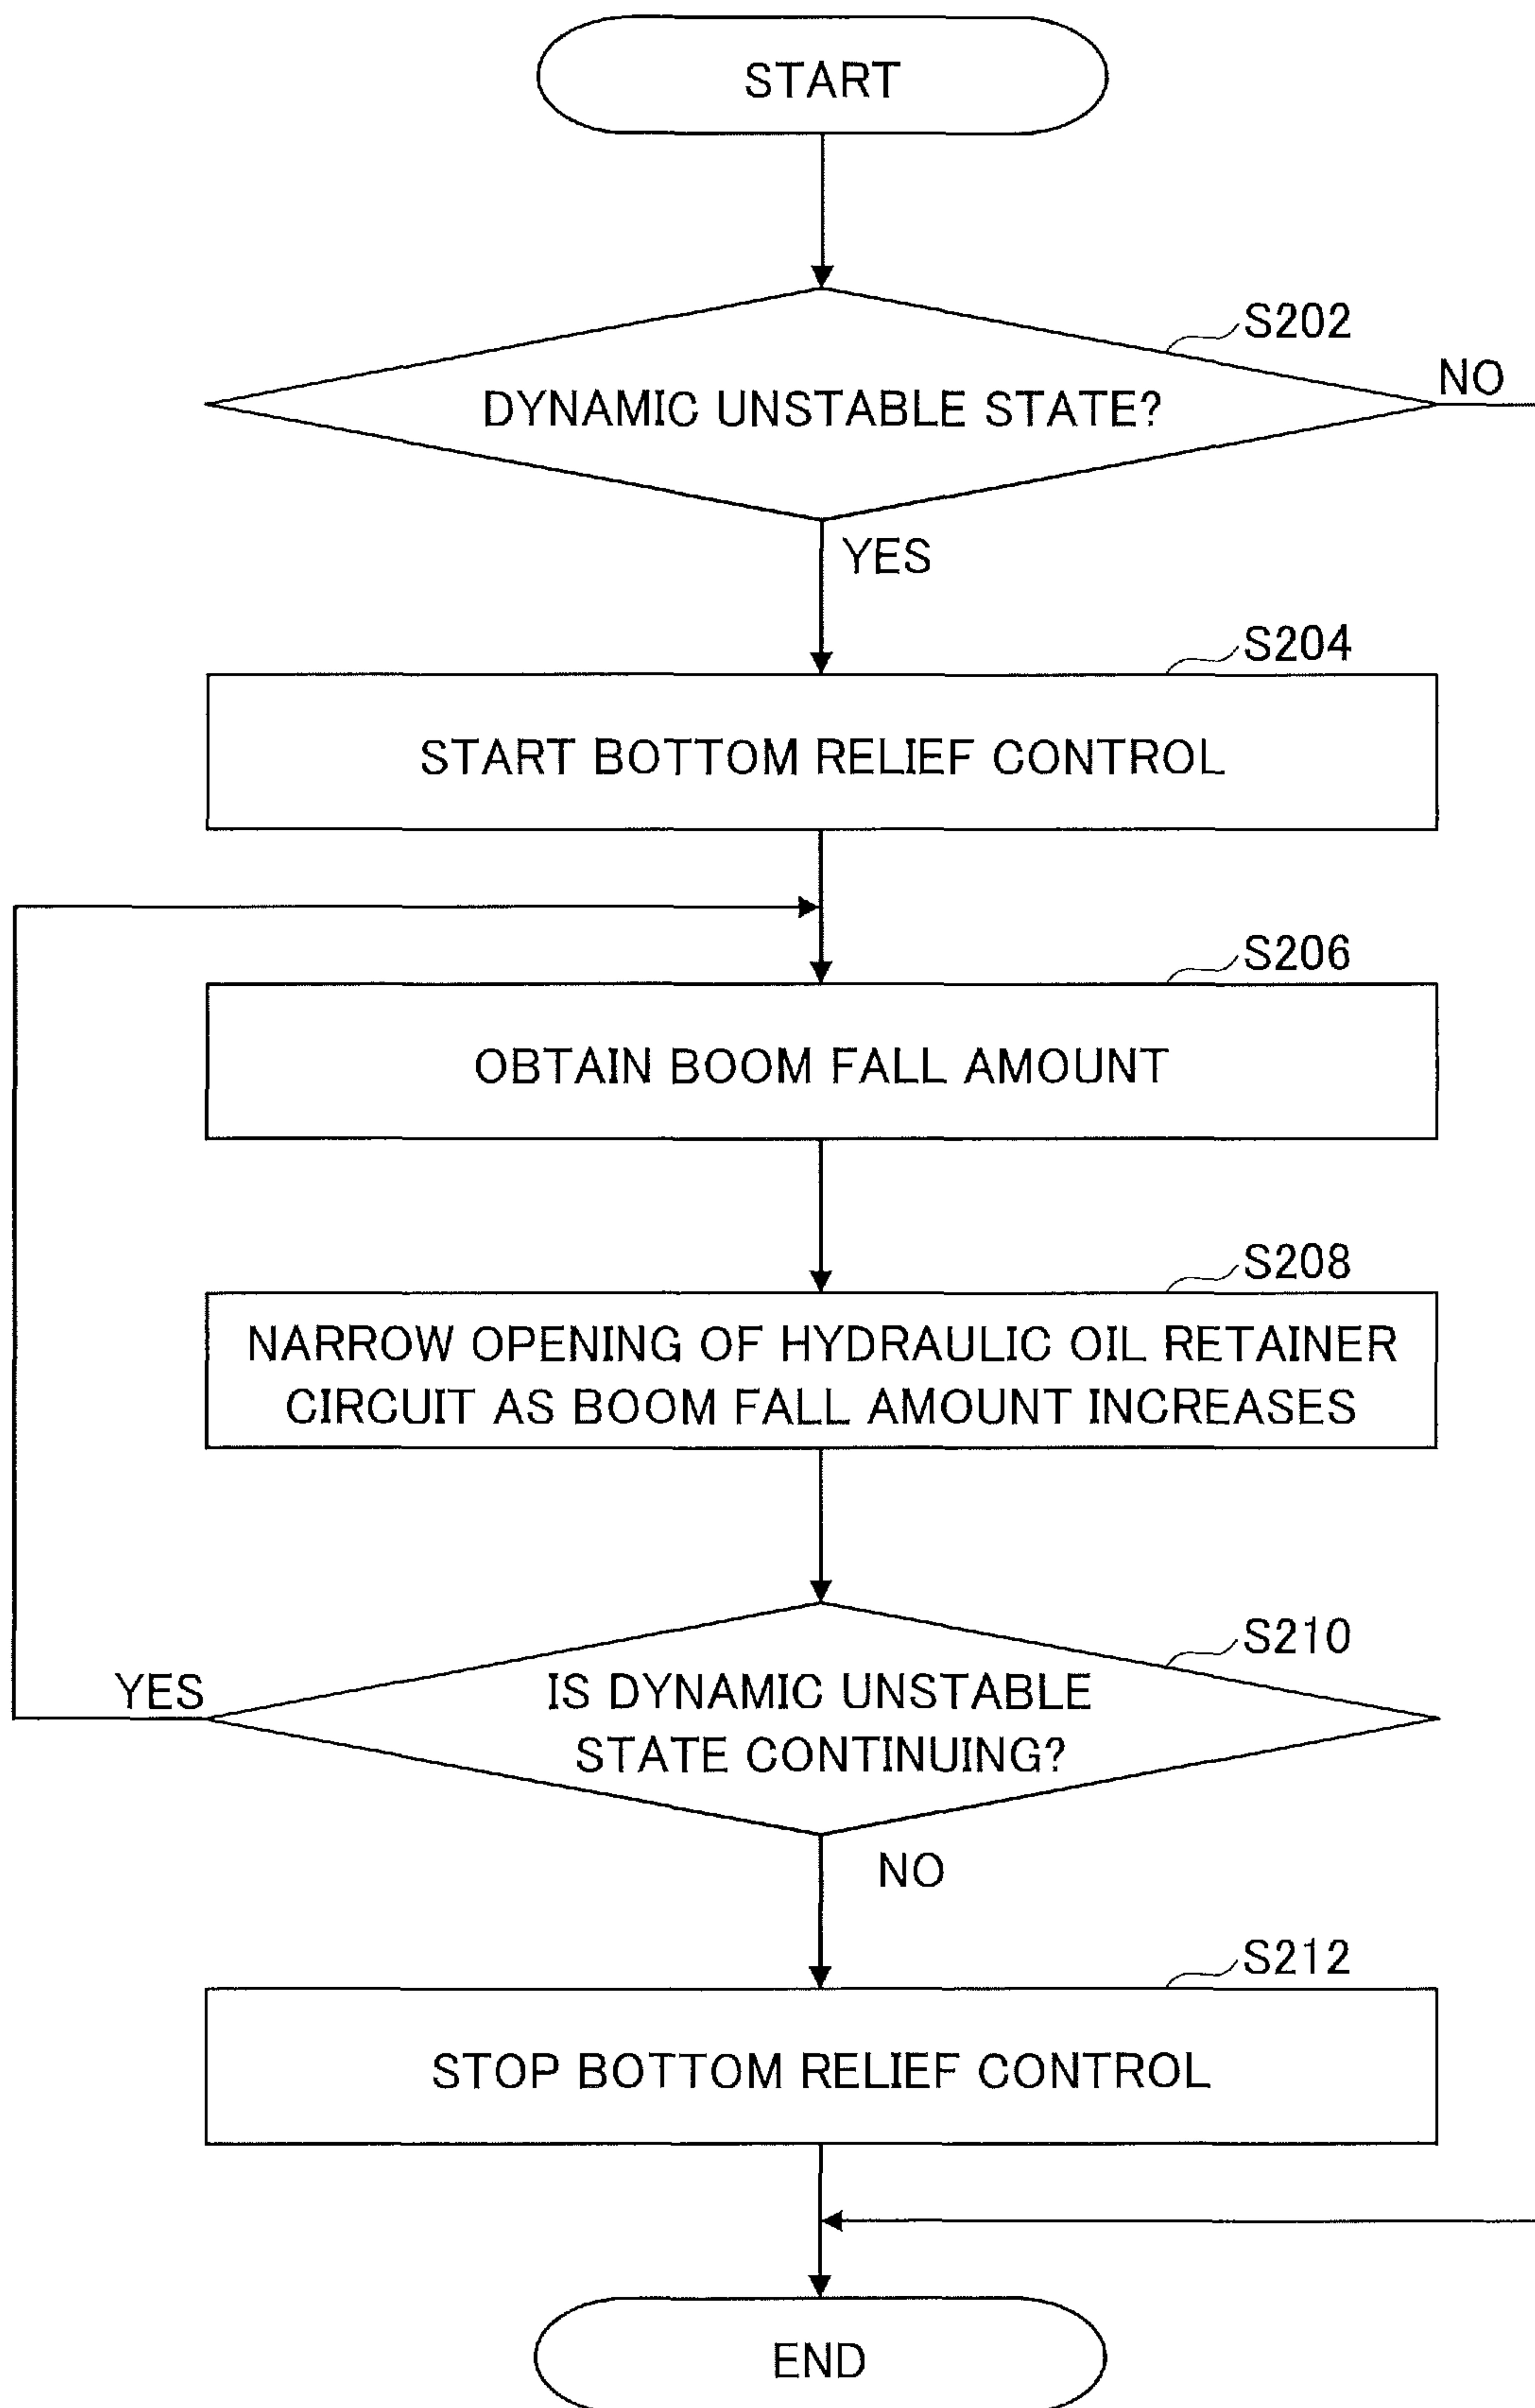 START
S202
DYNAMIC UNSTABLE STATE?
NO
YES
S204
START BOTTOM RELIEF CONTROL
S206
OBTAIN BOOM FALL AMOUNT
S208
NARROW OPENING OF HYDRAULIC OIL RETAINER
CIRCUIT AS BOOM FALL AMOUNT INCREASES
S210
YES
IS DYNAMIC UNSTABLE
STATE CONTINUING?
NO
S212
STOP BOTTOM RELIEF CONTROL
END